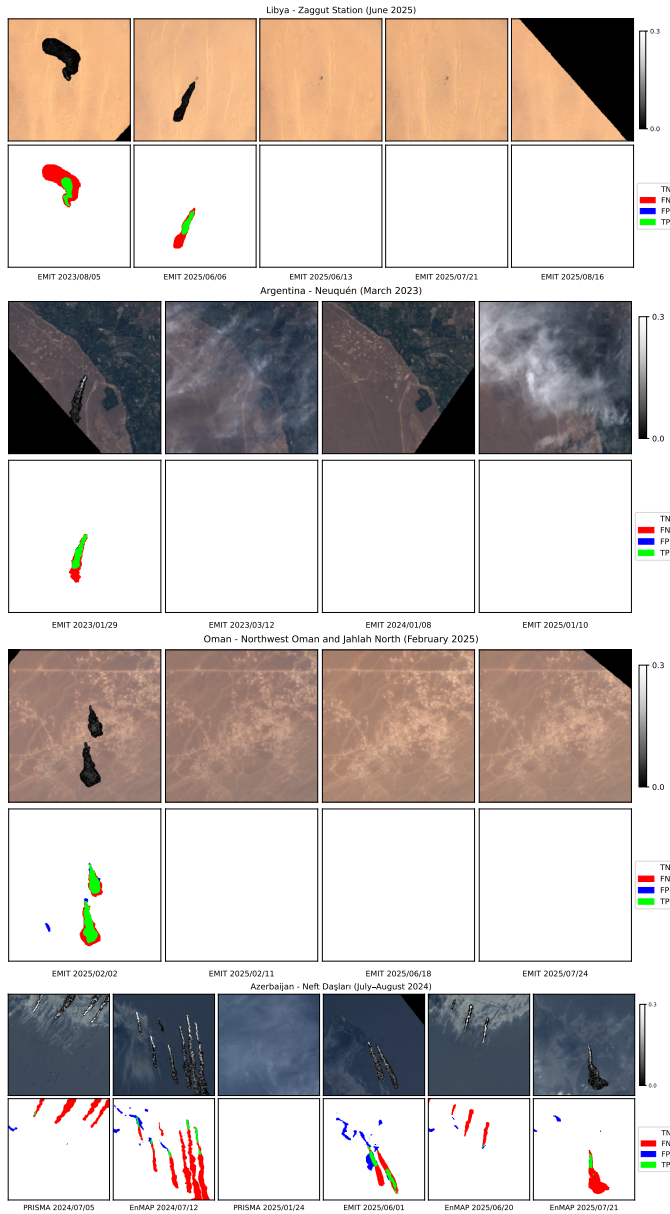 Libya - Zaggut Station (June 2025)
0.3
0.0
TN
FN
FP
TP
EMIT 2023/08/05 EMIT 2025/06/06 EMIT 2025/06/13 EMIT 2025/07/21 EMIT 2025/08/16
Argentina - Neuquén (March 2023)
0.3
0.0
TN
FN
FP
TP
EMIT 2023/01/29 EMIT 2023/03/12 EMIT 2024/01/08 EMIT 2025/01/10
Oman - Northwest Oman and Jahlah North (February 2025)
0.3
0.0
TN
FN
FP
TP
EMIT 2025/02/02 EMIT 2025/02/11 EMIT 2025/06/18 EMIT 2025/07/24
Azerbaijan - Neft Daşları (July–August 2024)
0.3
0.0
TN
FN
FP
TP
PRISMA 2024/07/05 EnMAP 2024/07/12 PRISMA 2025/01/24 EMIT 2025/06/01 EnMAP 2025/06/20 EnMAP 2025/07/21